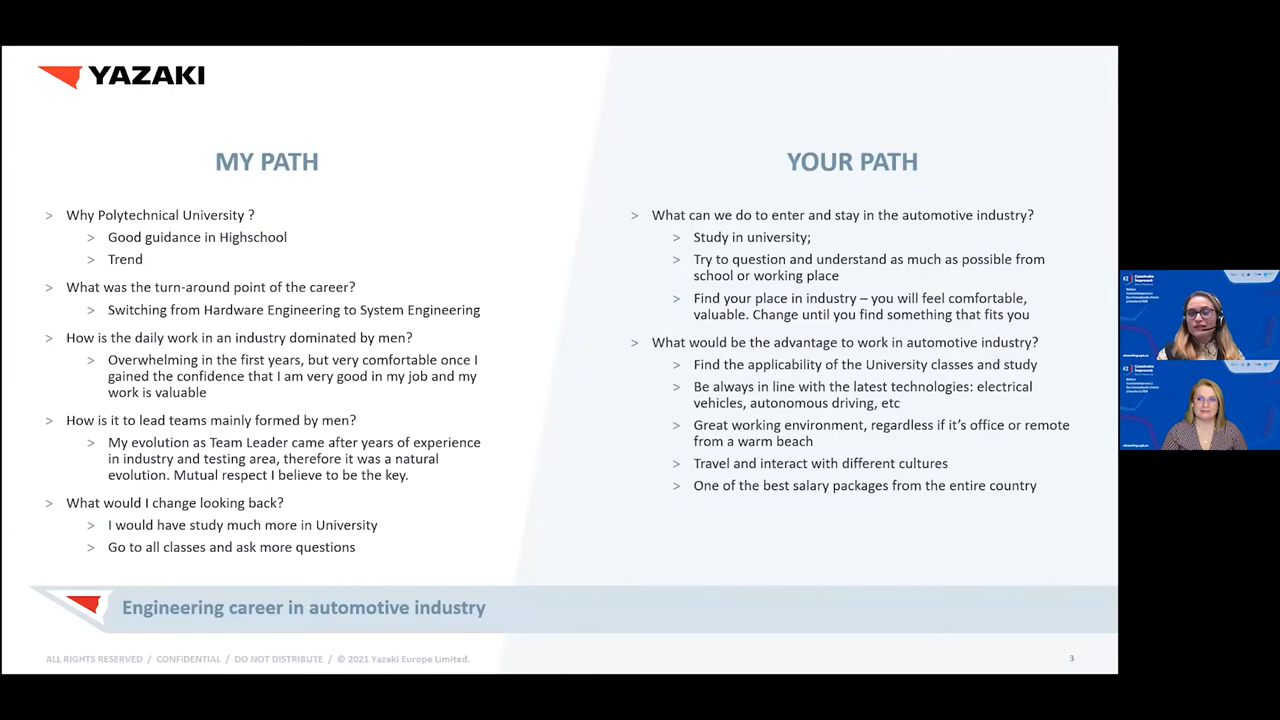 YAZAKI
MY PATH
> Why Polytechnical University ?
> Good guidance in Highschool
> Trend
> What was the turn-around point of the career?
> Switching from Hardware Engineering to System Engineering
> How is the daily work in an industry dominated by men?
> Overwhelming in the first years, but very comfortable once I
gained the confidence that I am very good in my job and my
work is valuable
> How is it to lead teams mainly formed by men?
> My evolution as Team Leader came after years of experience
in industry and testing area, therefore it was a natural
evolution. Mutual respect I believe to be the key.
> What would I change looking back?
> I would have study much more in University
> Go to all classes and ask more questions
YOUR PATH
> What can we do to enter and stay in the automotive industry?
> Study in university;
> Try to question and understand as much as possible from
school or working place
> Find your place in industry – you will feel comfortable,
valuable. Change until you find something that fits you
> What would be the advantage to work in automotive industry?
> Find the applicability of the University classes and study
> Be always in line with the latest technologies: electrical
vehicles, autonomous driving, etc
> Great working environment, regardless if it's office or remote
from a warm beach
> Travel and interact with different cultures
> One of the best salary packages from the entire country
Engineering career in automotive industry
ALL RIGHTS RESERVED / CONFIDENTIAL / DO NOT DISTRIBUTE / © 2021 Yazaki Europe Limited.
3
#2
#2